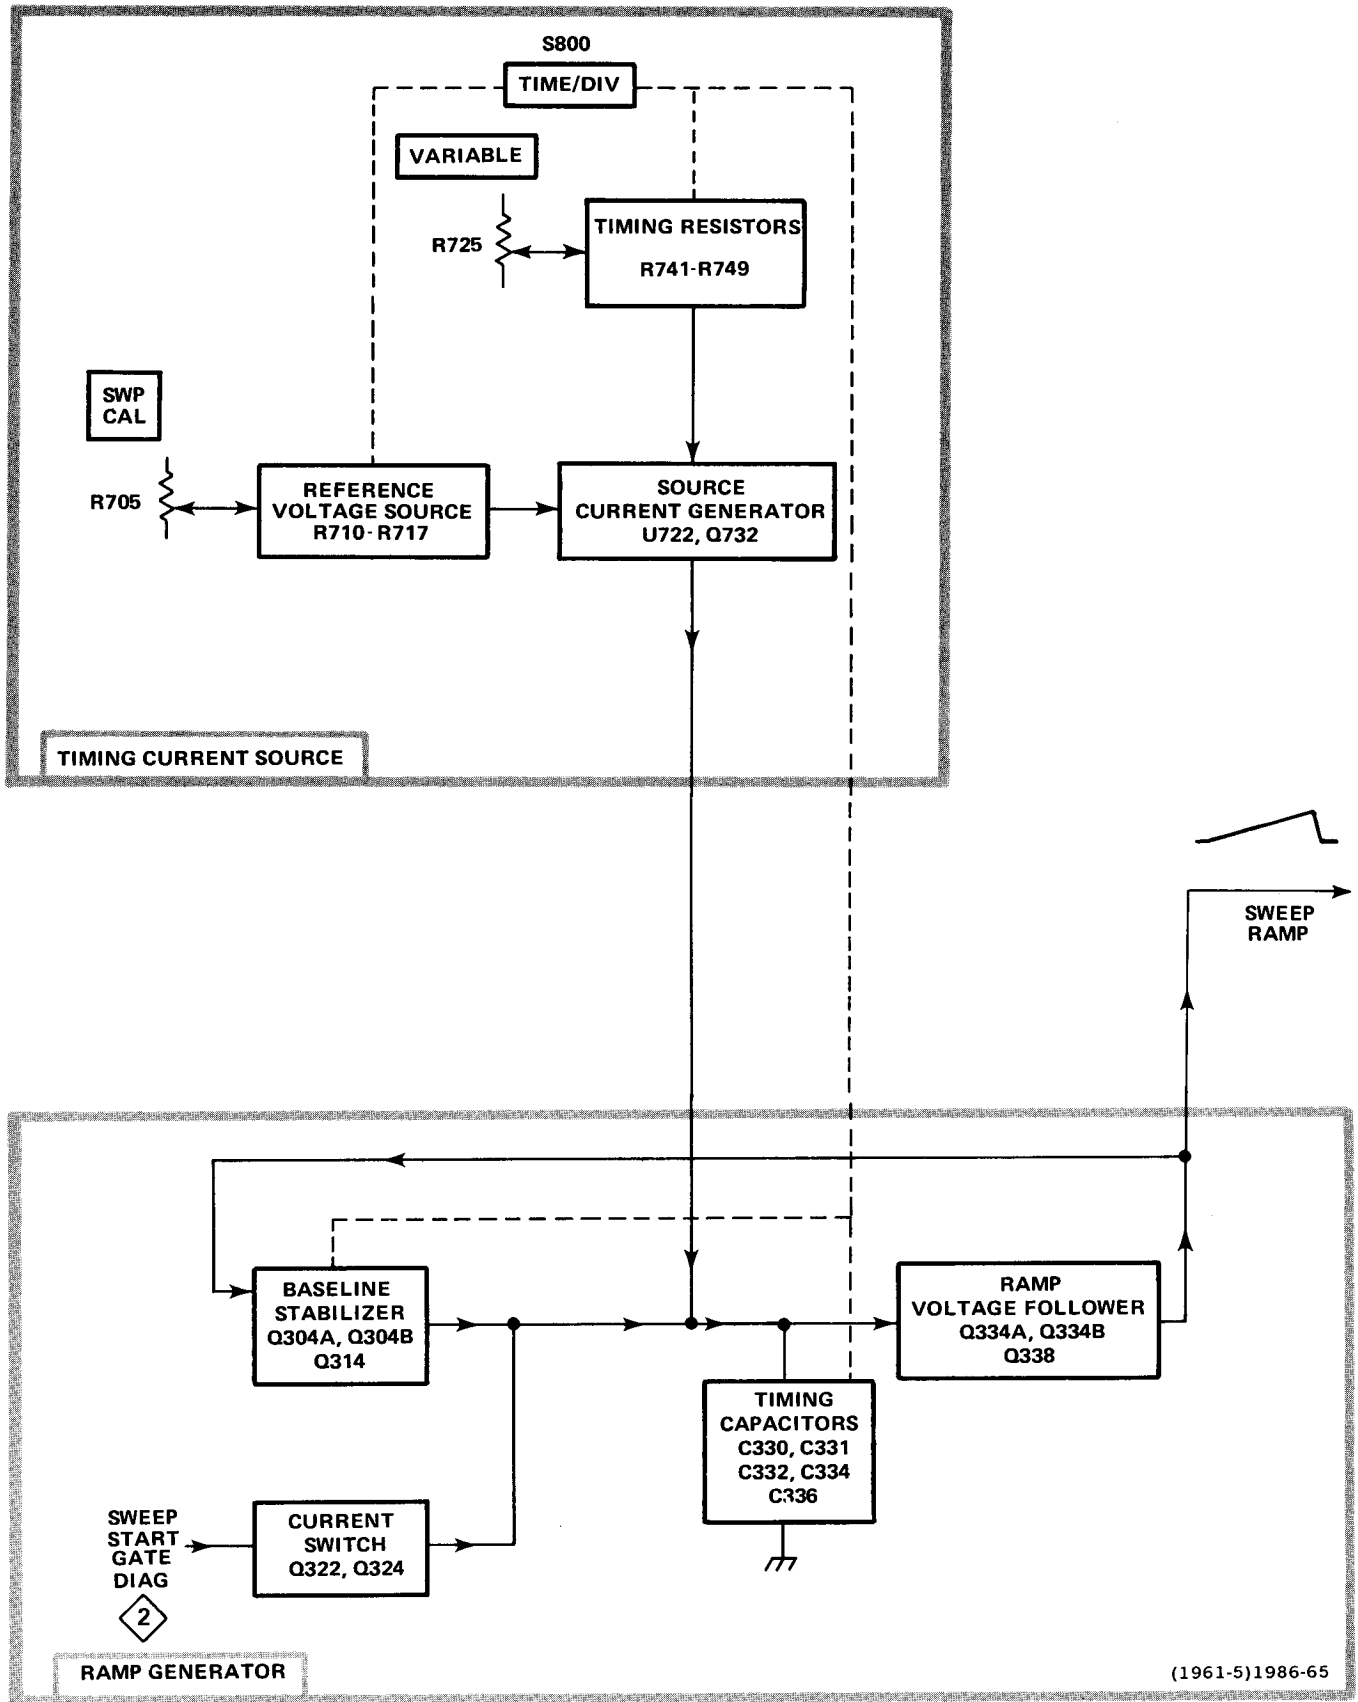 S800
TIME/DIV
VARIABLE
R725
TIMING RESISTORS
R741-R749
SWP
CAL
R705
REFERENCE
VOLTAGE SOURCE
R710-R717
SOURCE
CURRENT GENERATOR
U722, Q732
TIMING CURRENT SOURCE
SWEEP
RAMP
BASELINE
STABILIZER
Q304A, Q304B
Q314
RAMP
VOLTAGE FOLLOWER
Q334A, Q334B
Q338
TIMING
CAPACITORS
C330, C331
C332, C334
C336
SWEEP
START
GATE
DIAG
2
CURRENT
SWITCH
Q322, Q324
RAMP GENERATOR
(1961-5)1986-65